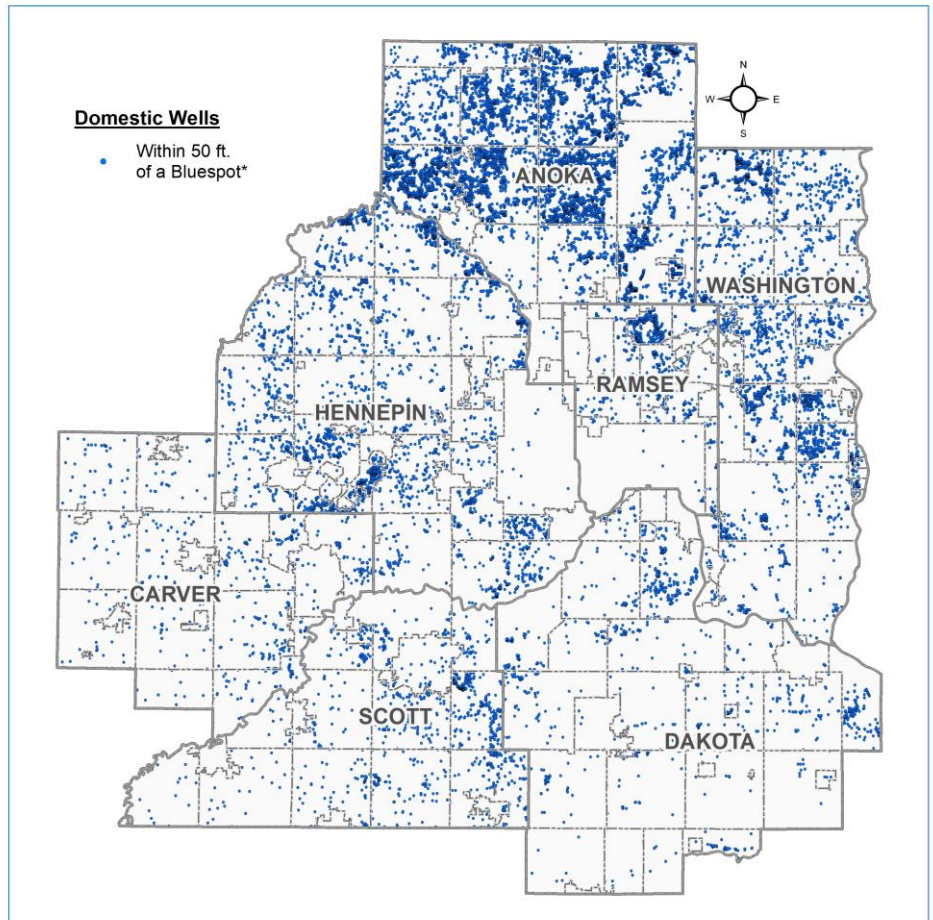 N
W E
S
Domestic Wells
Within 50 ft.
of a Bluespot*
ANOKA
WASHINGTON
RAMSEY
HENNEPIN
CARVER
SCOTT
DAKOTA